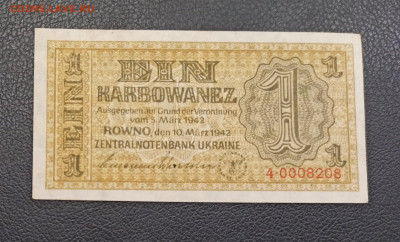 EIN
KARBOWANEZ
Ausgegeben auf Grund der Verordnung
vom 5. März 1942
ROWNO, den 10. März 1942
ZENTRALNOTENBANK UKRAINE
4·0008208
1
1
1